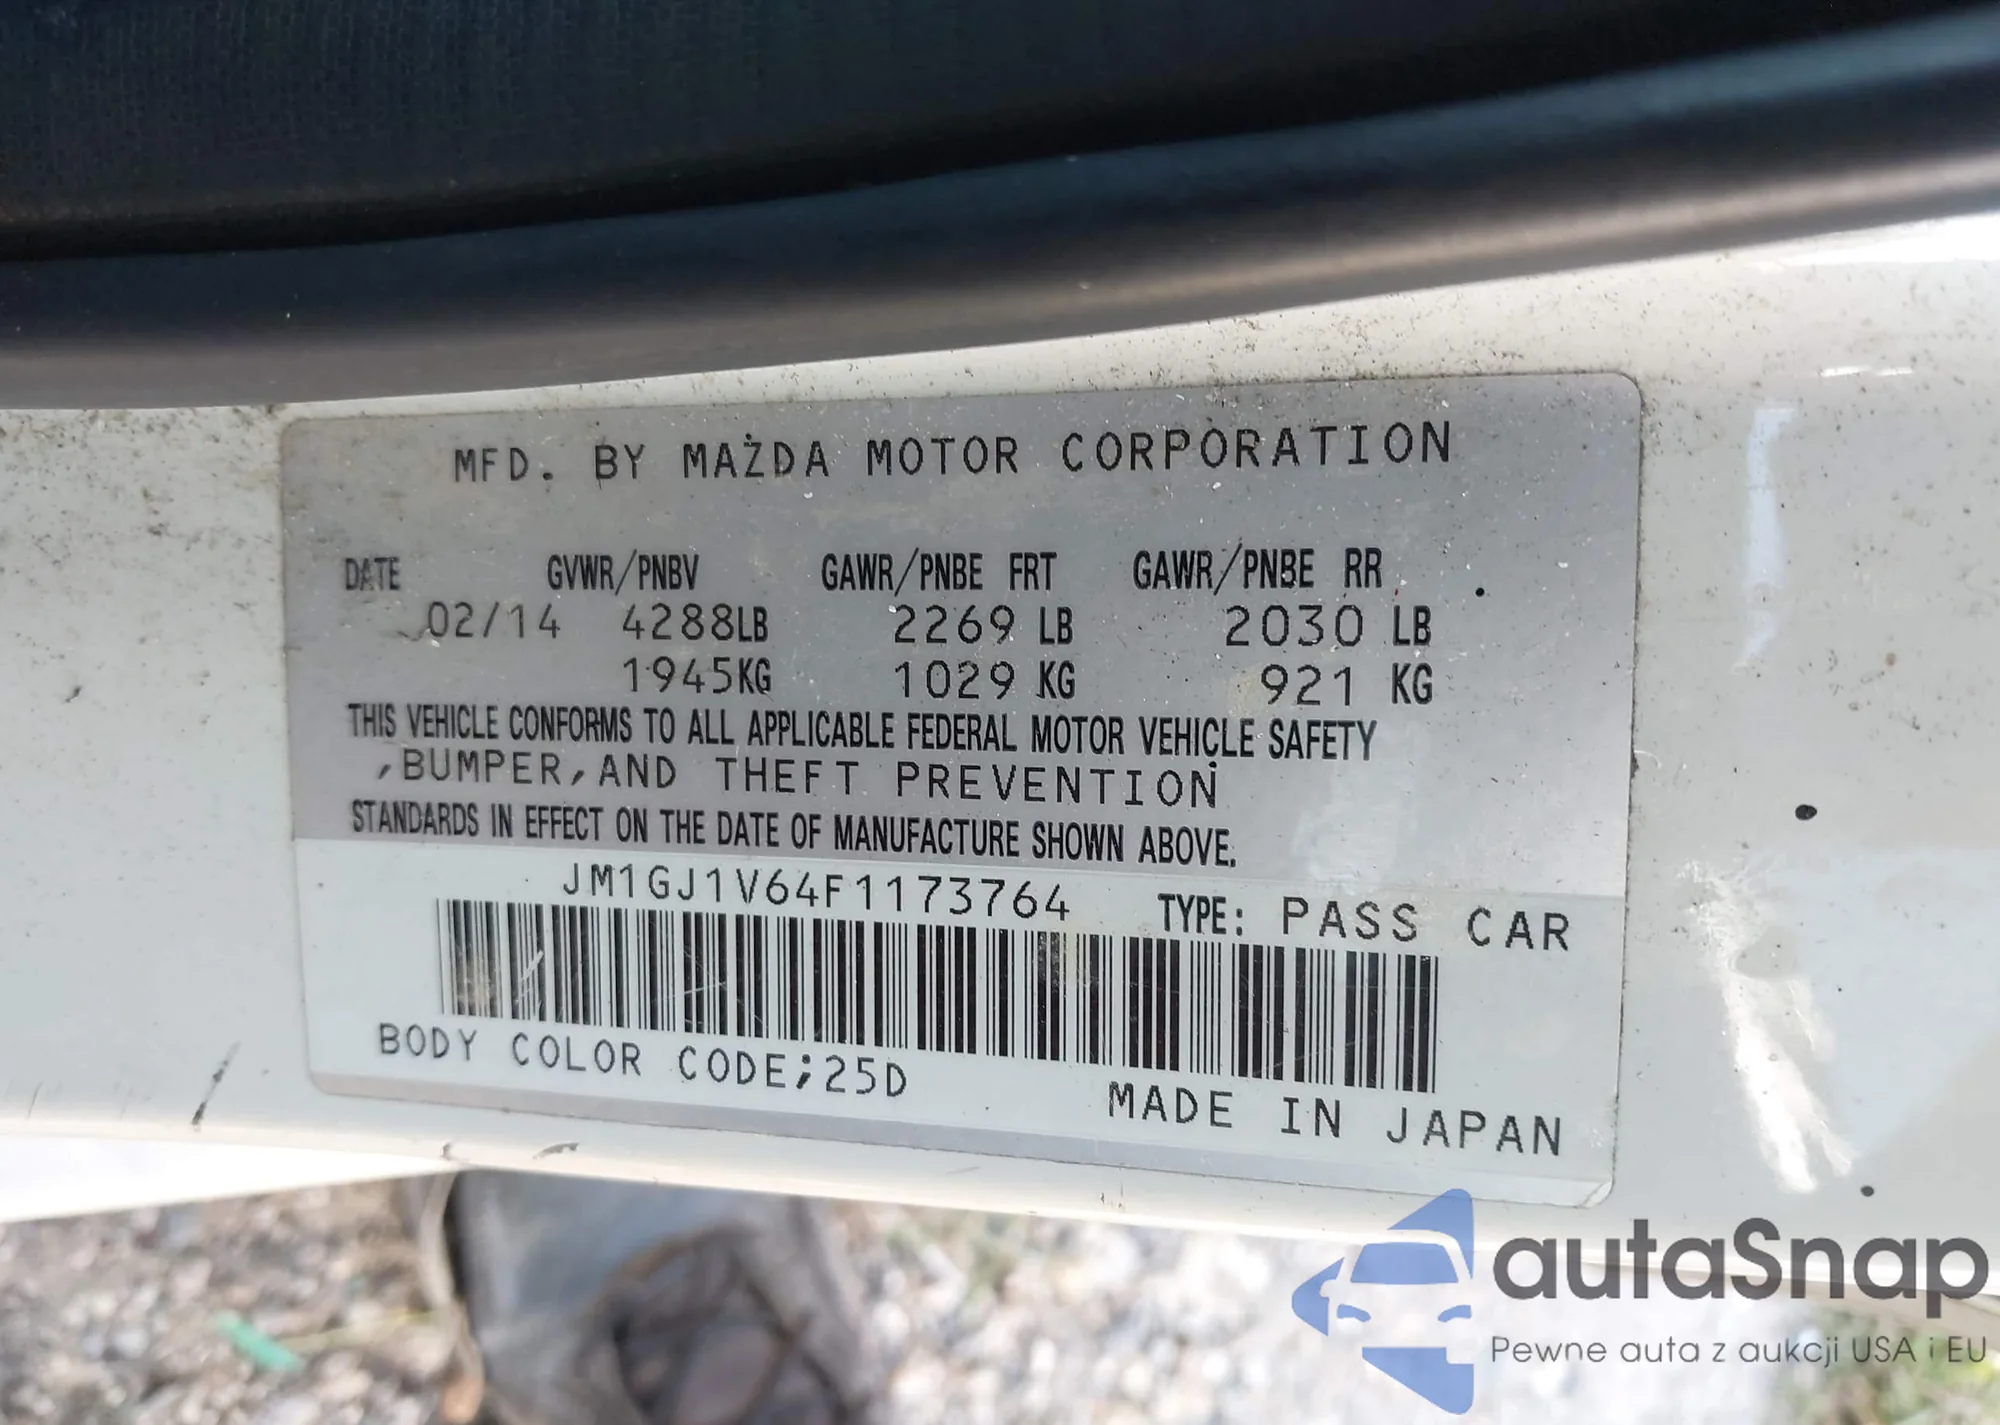 MFD. BY MAZDA MOTOR CORPORATION
DATE GVWR/PNBV GAWR/PNBE FRT GAWR/PNBE RR
02/14 4288LB 2269 LB 2030 LB
1945KG 1029 KG 921 KG
THIS VEHICLE CONFORMS TO ALL APPLICABLE FEDERAL MOTOR VEHICLE SAFETY
,BUMPER,AND THEFT PREVENTION
STANDARDS IN EFFECT ON THE DATE OF MANUFACTURE SHOWN ABOVE.
JM1GJ1V64F1173764 TYPE: PASS CAR
BODY COLOR CODE;25D
MADE IN JAPAN
autaSnap
Pewne auta z aukcji USA i EU